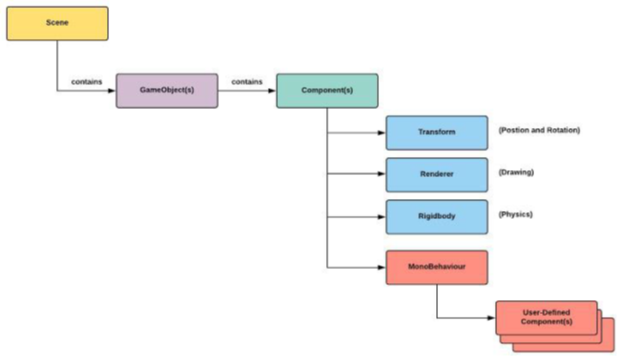 Scene
contains
GameObject(s)
contains
Component(s)
Transform
(Postion and Rotation)
Renderer
(Drawing)
Rigidbody
(Physics)
MonoBehaviour
User-Defined
Component(s)